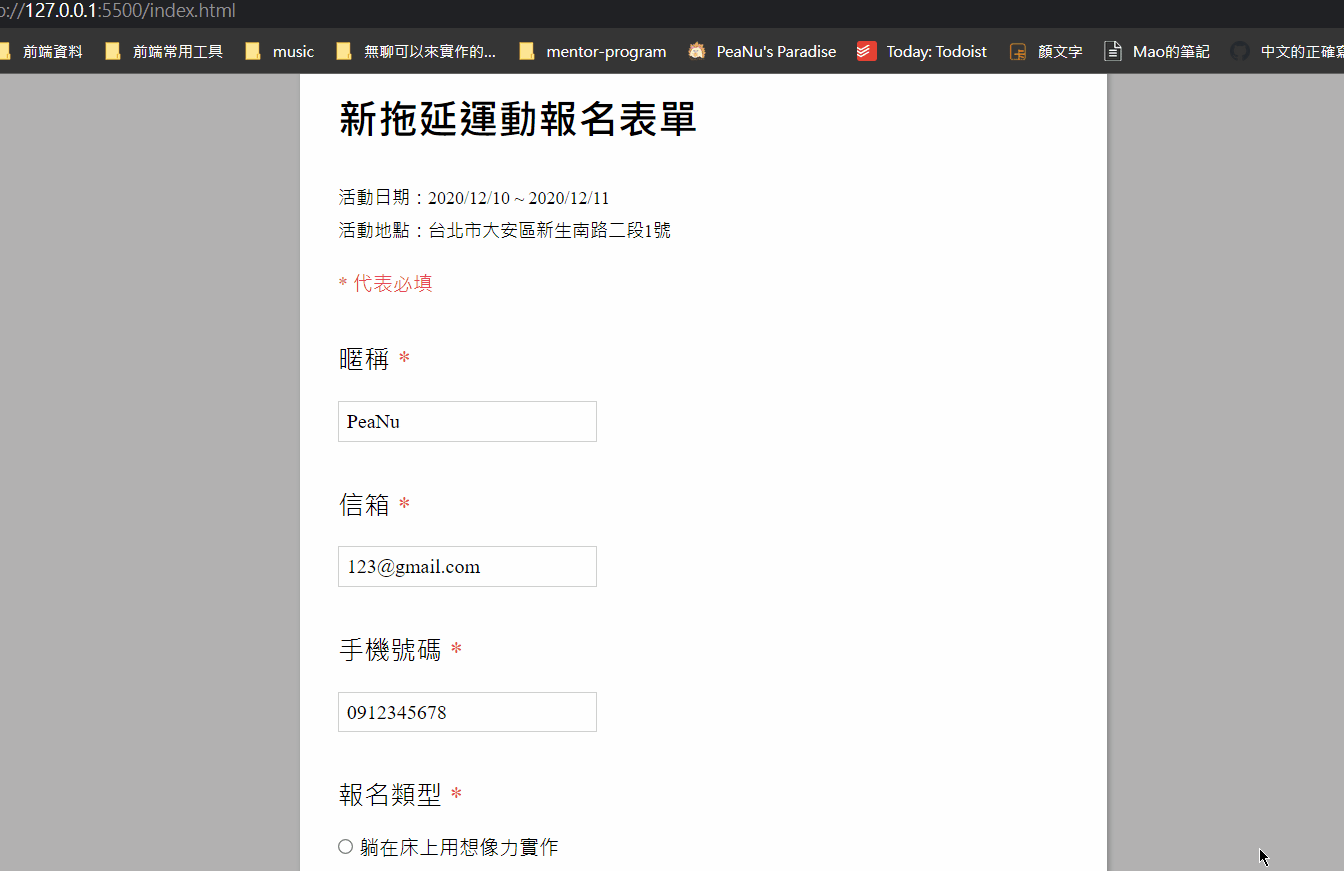 p://127.0.0.1:5500/index.html
前端資料 前端常用工具 music 無聊可以來實作的... mentor-program PeaNu's Paradise Today: Todoist 顏文字 Mao的筆記 中文的正確寫
新拖延運動報名表單
活動日期：2020/12/10 ~ 2020/12/11
活動地點：台北市大安區新生南路二段1號
* 代表必填
暱稱 *
PeaNu
信箱 *
123@gmail.com
手機號碼 *
0912345678
報名類型 *
躺在床上用想像力實作